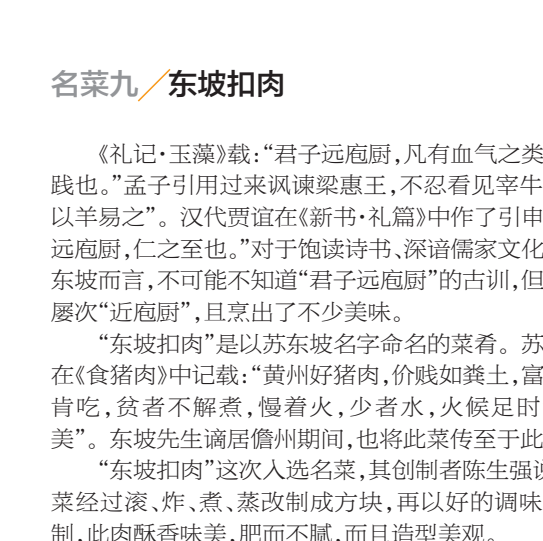 名菜九╱东坡扣肉
《礼记·玉藻》载：“君子远庖厨，凡有血气之类
践也。”孟子引用过来讽谏梁惠王，不忍看见宰牛
以羊易之”。汉代贾谊在《新书·礼篇》中作了引申
远庖厨，仁之至也。”对于饱读诗书、深谙儒家文化
东坡而言，不可能不知道“君子远庖厨”的古训，但
屡次“近庖厨”，且烹出了不少美味。
“东坡扣肉”是以苏东坡名字命名的菜肴。苏
在《食猪肉》中记载：“黄州好猪肉，价贱如粪土，富
肯吃，贫者不解煮，慢着火，少者水，火候足时
美”。东坡先生谪居儋州期间，也将此菜传至于此
“东坡扣肉”这次入选名菜，其创制者陈生强说
菜经过滚、炸、煮、蒸改制成方块，再以好的调味
制，此肉酥香味美，肥而不腻，而且造型美观。